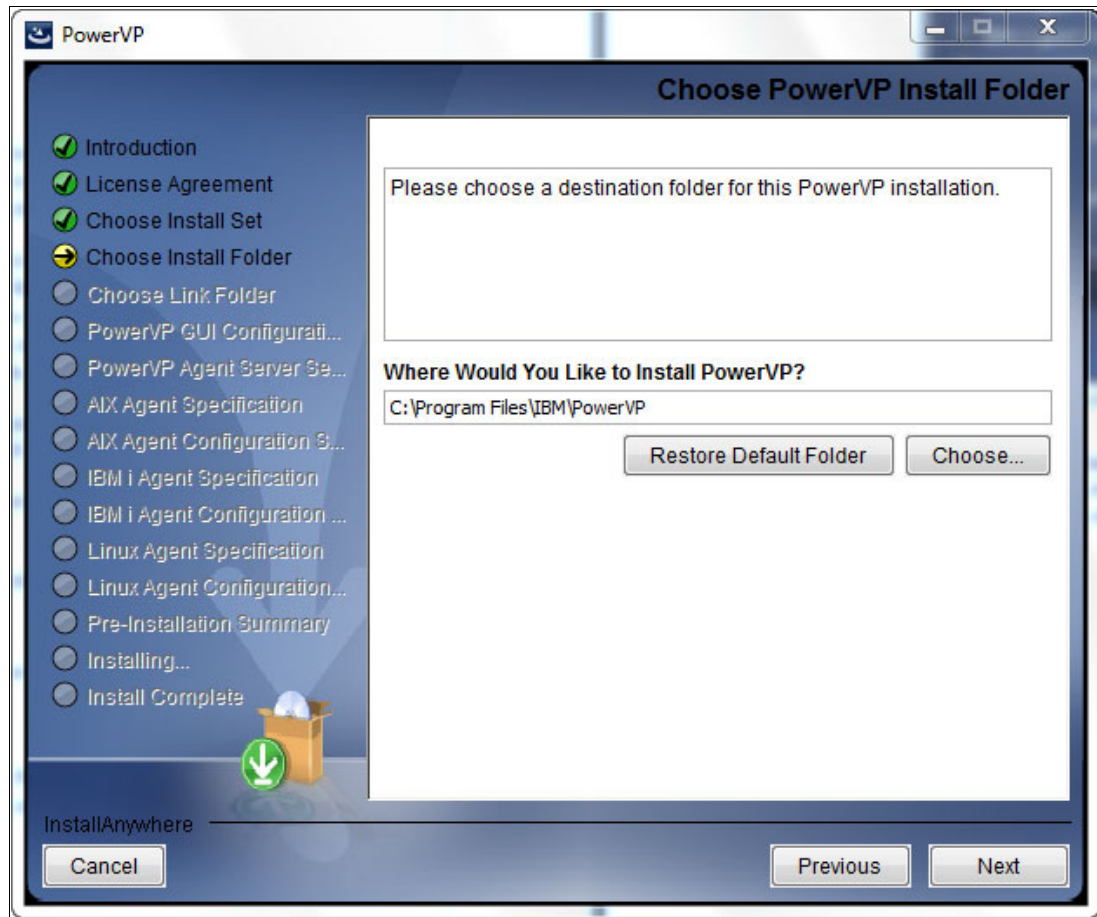 PowerVP
Choose PowerVP Install Folder
Introduction
License Agreement
Choose Install Set
Choose Install Folder
Choose Link Folder
PowerVP GUI Configurati...
PowerVP Agent Server Se...
AIX Agent Specification
AIX Agent Configuration S...
IBM i Agent Specification
IBM i Agent Configuration ...
Linux Agent Specification
Linux Agent Configuration...
Pre-Installation Summary
Installing...
Install Complete
Please choose a destination folder for this PowerVP installation.
Where Would You Like to Install PowerVP?
C:\Program Files\IBM\PowerVP
Restore Default Folder
Choose...
InstallAnywhere
Cancel
Previous
Next